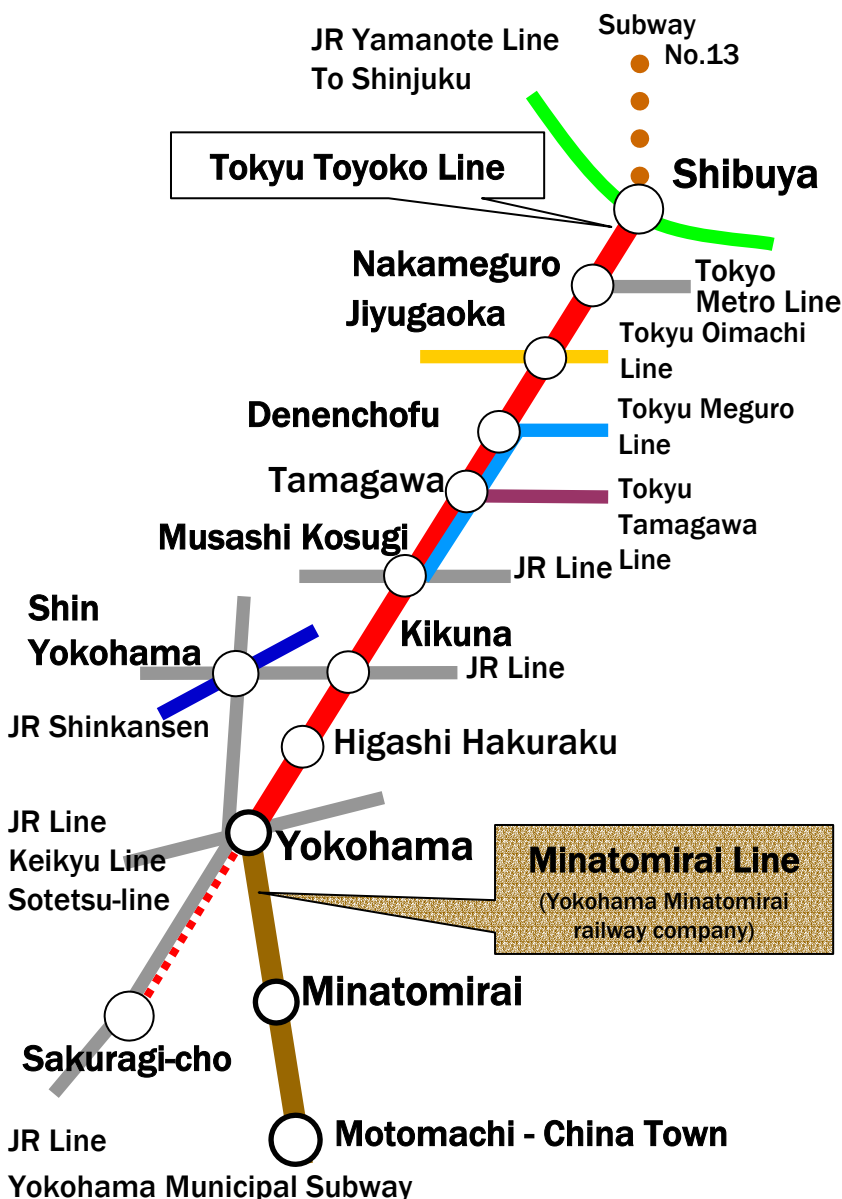 Subway
No.13
JR Yamanote Line
To Shinjuku
Tokyu Toyoko Line
Shibuya
Nakameguro
Tokyo
Metro Line
Jiyugaoka
Tokyu Oimachi
Line
Denenchofu
Tokyu Meguro
Line
Tamagawa
Tokyu
Tamagawa
Line
Musashi Kosugi
JR Line
Shin
Yokohama
Kikuna
JR Line
JR Shinkansen
Higashi Hakuraku
JR Line
Keikyu Line
Sotetsu-line
Yokohama
Minatomirai Line
(Yokohama Minatomirai
railway company)
Minatomirai
Sakuragi-cho
Motomachi - China Town
JR Line
Yokohama Municipal Subway